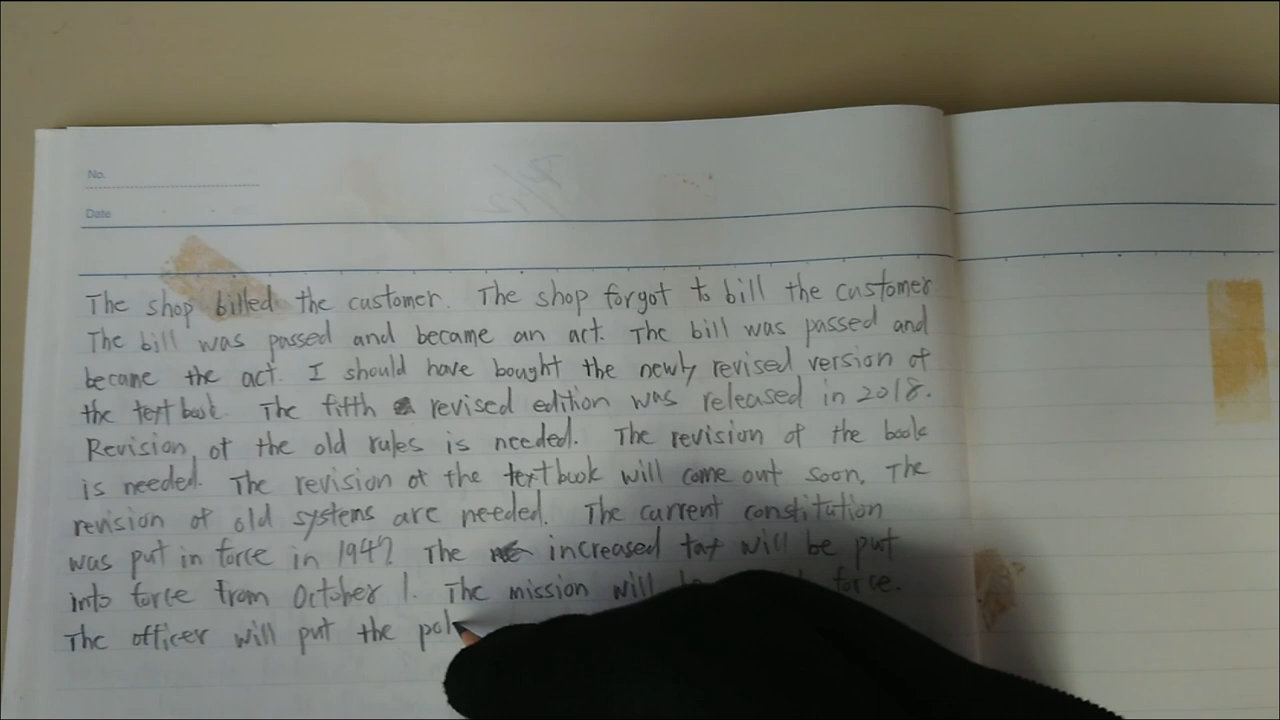 No.
Date
The shop billed the customer. The shop forgot to bill the customer
The bill was passed and became an act. The bill was passed and
became the act. I should have bought the newly revised version of
the textbook. The fifth revised edition was released in 2018.
Revision of the old rules is needed. The revision of the book
is needed. The revision of the textbook will come out soon. The
revision of old systems are needed. The current constitution
was put in force in 1947. The increased tax will be put
into force from October 1. The mission will force.
The officer will put the pol